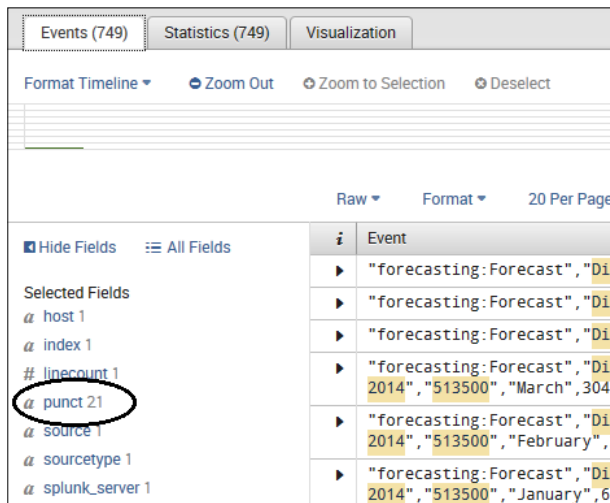 Events (749) Statistics (749) Visualization
Format Timeline Zoom Out Zoom to Selection Deselect
Raw Format 20 Per Page
Hide Fields All Fields
i Event
Selected Fields
a host 1
a index 1
# linecount 1
a punct 21
a source 1
a sourcetype 1
a splunk_server 1
"forecasting:Forecast","Di
"forecasting:Forecast","Di
"forecasting:Forecast","Di
"forecasting:Forecast","Di
2014","513500","March",304
"forecasting:Forecast","Di
2014","513500","February",
"forecasting:Forecast","Di
2014","513500","January",6